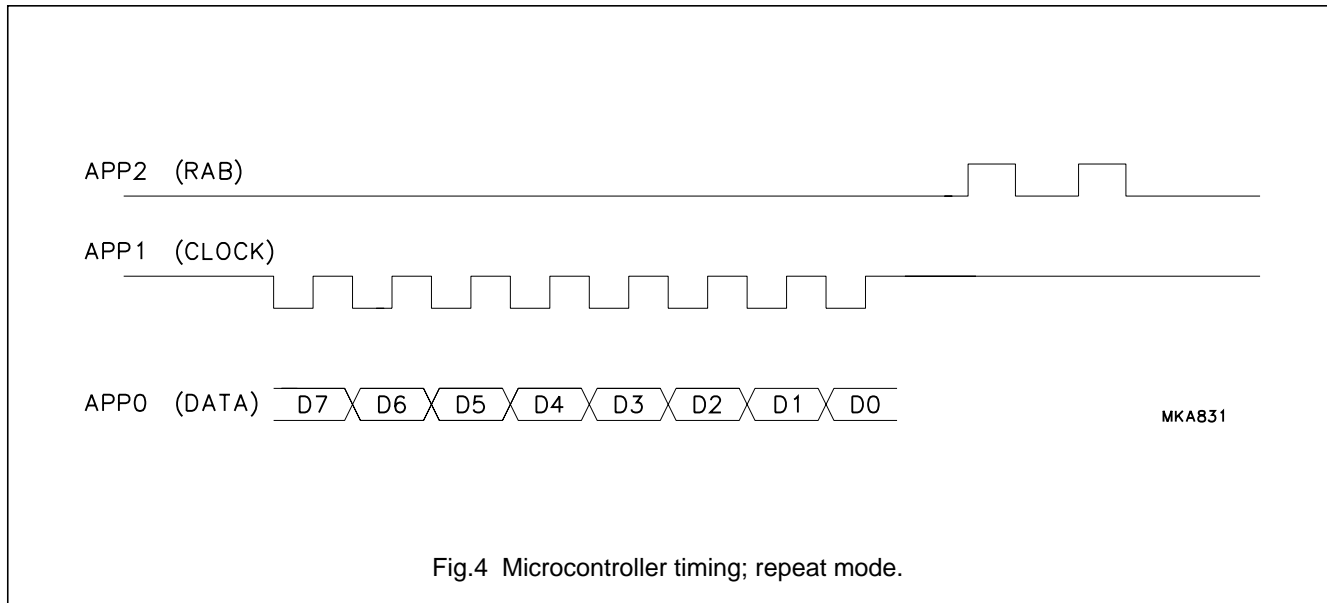 APP2 (RAB)
APP1 (CLOCK)
APP0 (DATA) D7 D6 D5 D4 D3 D2 D1 D0
MKA831
Fig.4 Microcontroller timing; repeat mode.